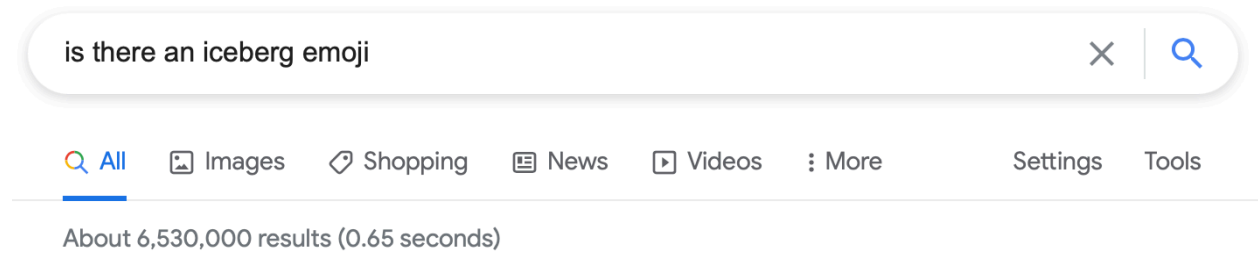 is there an iceberg emoji
All Images Shopping News Videos More Settings Tools
About 6,530,000 results (0.65 seconds)